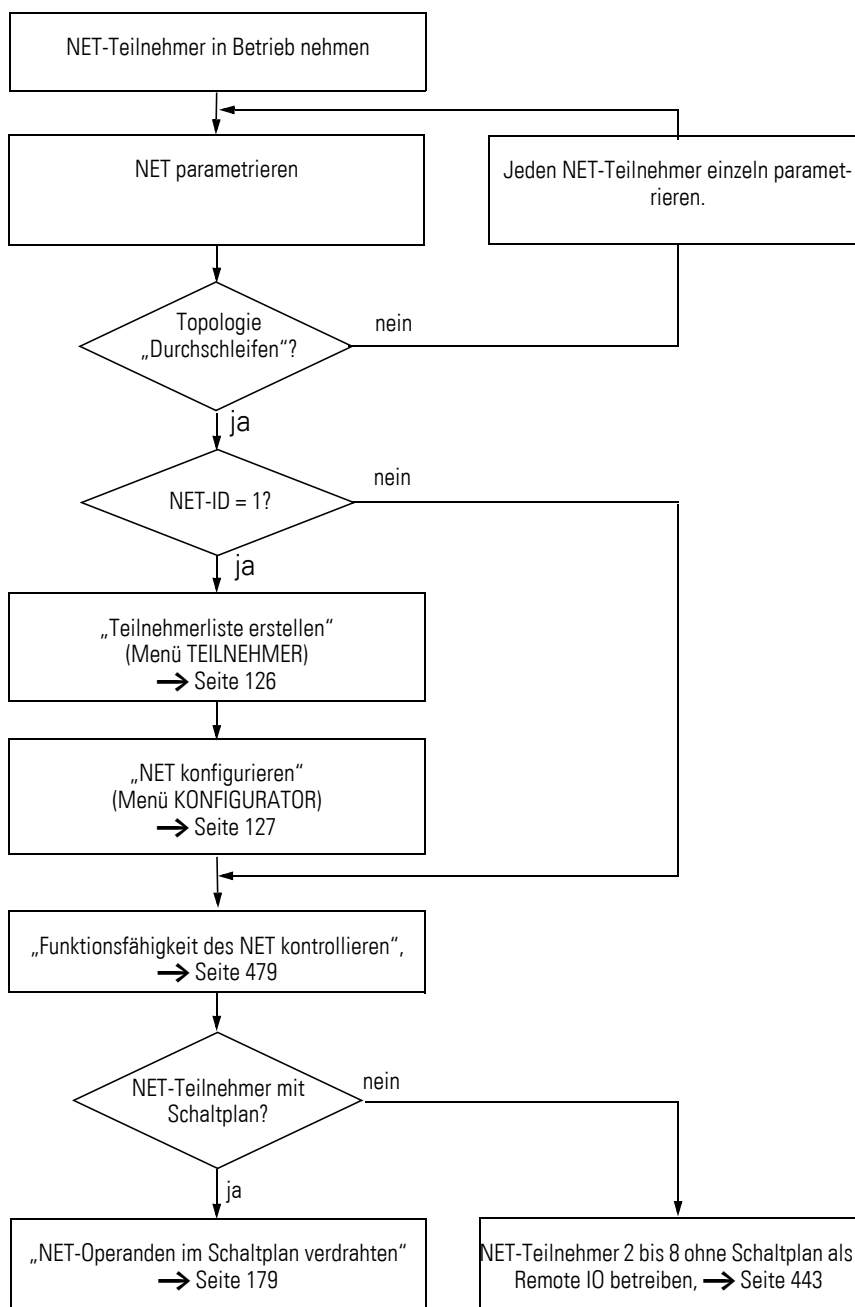 NET-Teilnehmer in Betrieb nehmen
NET parametrieren
Jeden NET-Teilnehmer einzeln paramet-
rieren.
Topologie
„Durchschleifen“?
nein
ja
NET-ID = 1?
nein
ja
„Teilnehmerliste erstellen“
(Menü TEILNEHMER)
→ Seite 126
„NET konfigurieren“
(Menü KONFIGURATOR)
→ Seite 127
„Funktionsfähigkeit des NET kontrollieren“,
→ Seite 479
NET-Teilnehmer mit
Schaltplan?
nein
ja
„NET-Operanden im Schaltplan verdrahten“
→ Seite 179
NET-Teilnehmer 2 bis 8 ohne Schaltplan als
Remote IO betreiben, → Seite 443